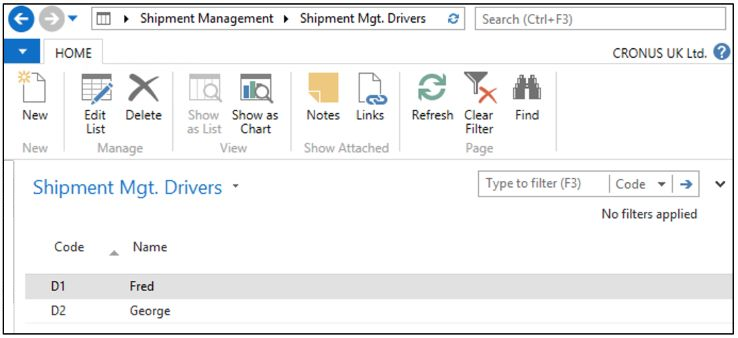 Shipment Management Shipment Mgt. Drivers Search (Ctrl+F3)
HOME CRONUS UK Ltd. ?
New Edit List Delete Show as List Show as Chart Notes Links Refresh Clear Filter Find
New Manage View Show Attached Page
Shipment Mgt. Drivers Type to filter (F3) Code
No filters applied
Code Name
D1 Fred
D2 George